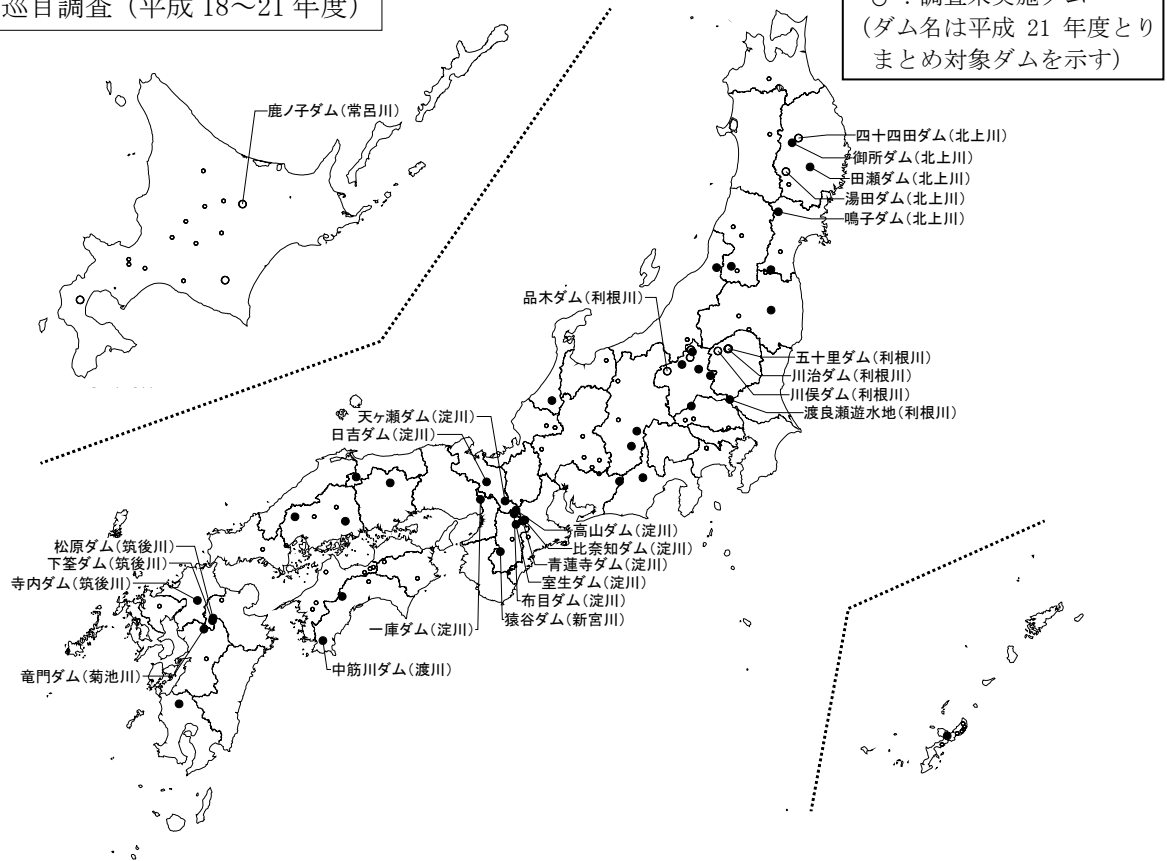 巡目調査（平成 18～21 年度）
○：調査未実施ダム
（ダム名は平成 21 年度とり
まとめ対象ダムを示す）
鹿ノ子ダム（常呂川）
四十四田ダム（北上川）
御所ダム（北上川）
田瀬ダム（北上川）
湯田ダム（北上川）
鳴子ダム（北上川）
品木ダム（利根川）
五十里ダム（利根川）
川治ダム（利根川）
川俣ダム（利根川）
渡良瀬遊水地（利根川）
天ヶ瀬ダム（淀川）
日吉ダム（淀川）
高山ダム（淀川）
比奈知ダム（淀川）
青蓮寺ダム（淀川）
室生ダム（淀川）
布目ダム（淀川）
猿谷ダム（新宮川）
一庫ダム（淀川）
中筋川ダム（渡川）
松原ダム（筑後川）
下筌ダム（筑後川）
寺内ダム（筑後川）
竜門ダム（菊池川）